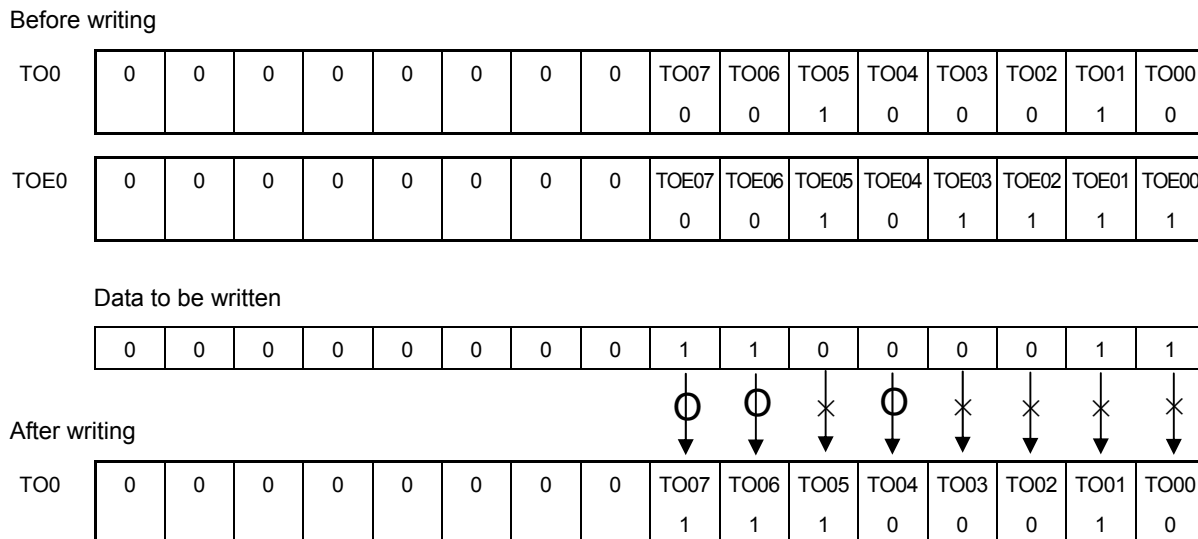 Before writing
TO0 0 0 0 0 0 0 0 0 TO07 TO06 TO05 TO04 TO03 TO02 TO01 TO00
0 0 1 0 0 0 1 0
TOE0 0 0 0 0 0 0 0 0 TOE07 TOE06 TOE05 TOE04 TOE03 TOE02 TOE01 TOE00
0 0 1 0 1 1 1 1
Data to be written
0 0 0 0 0 0 0 0 1 1 0 0 0 0 1 1
O O × O × × × ×
After writing
TO0 0 0 0 0 0 0 0 0 TO07 TO06 TO05 TO04 TO03 TO02 TO01 TO00
1 1 1 0 0 0 1 0